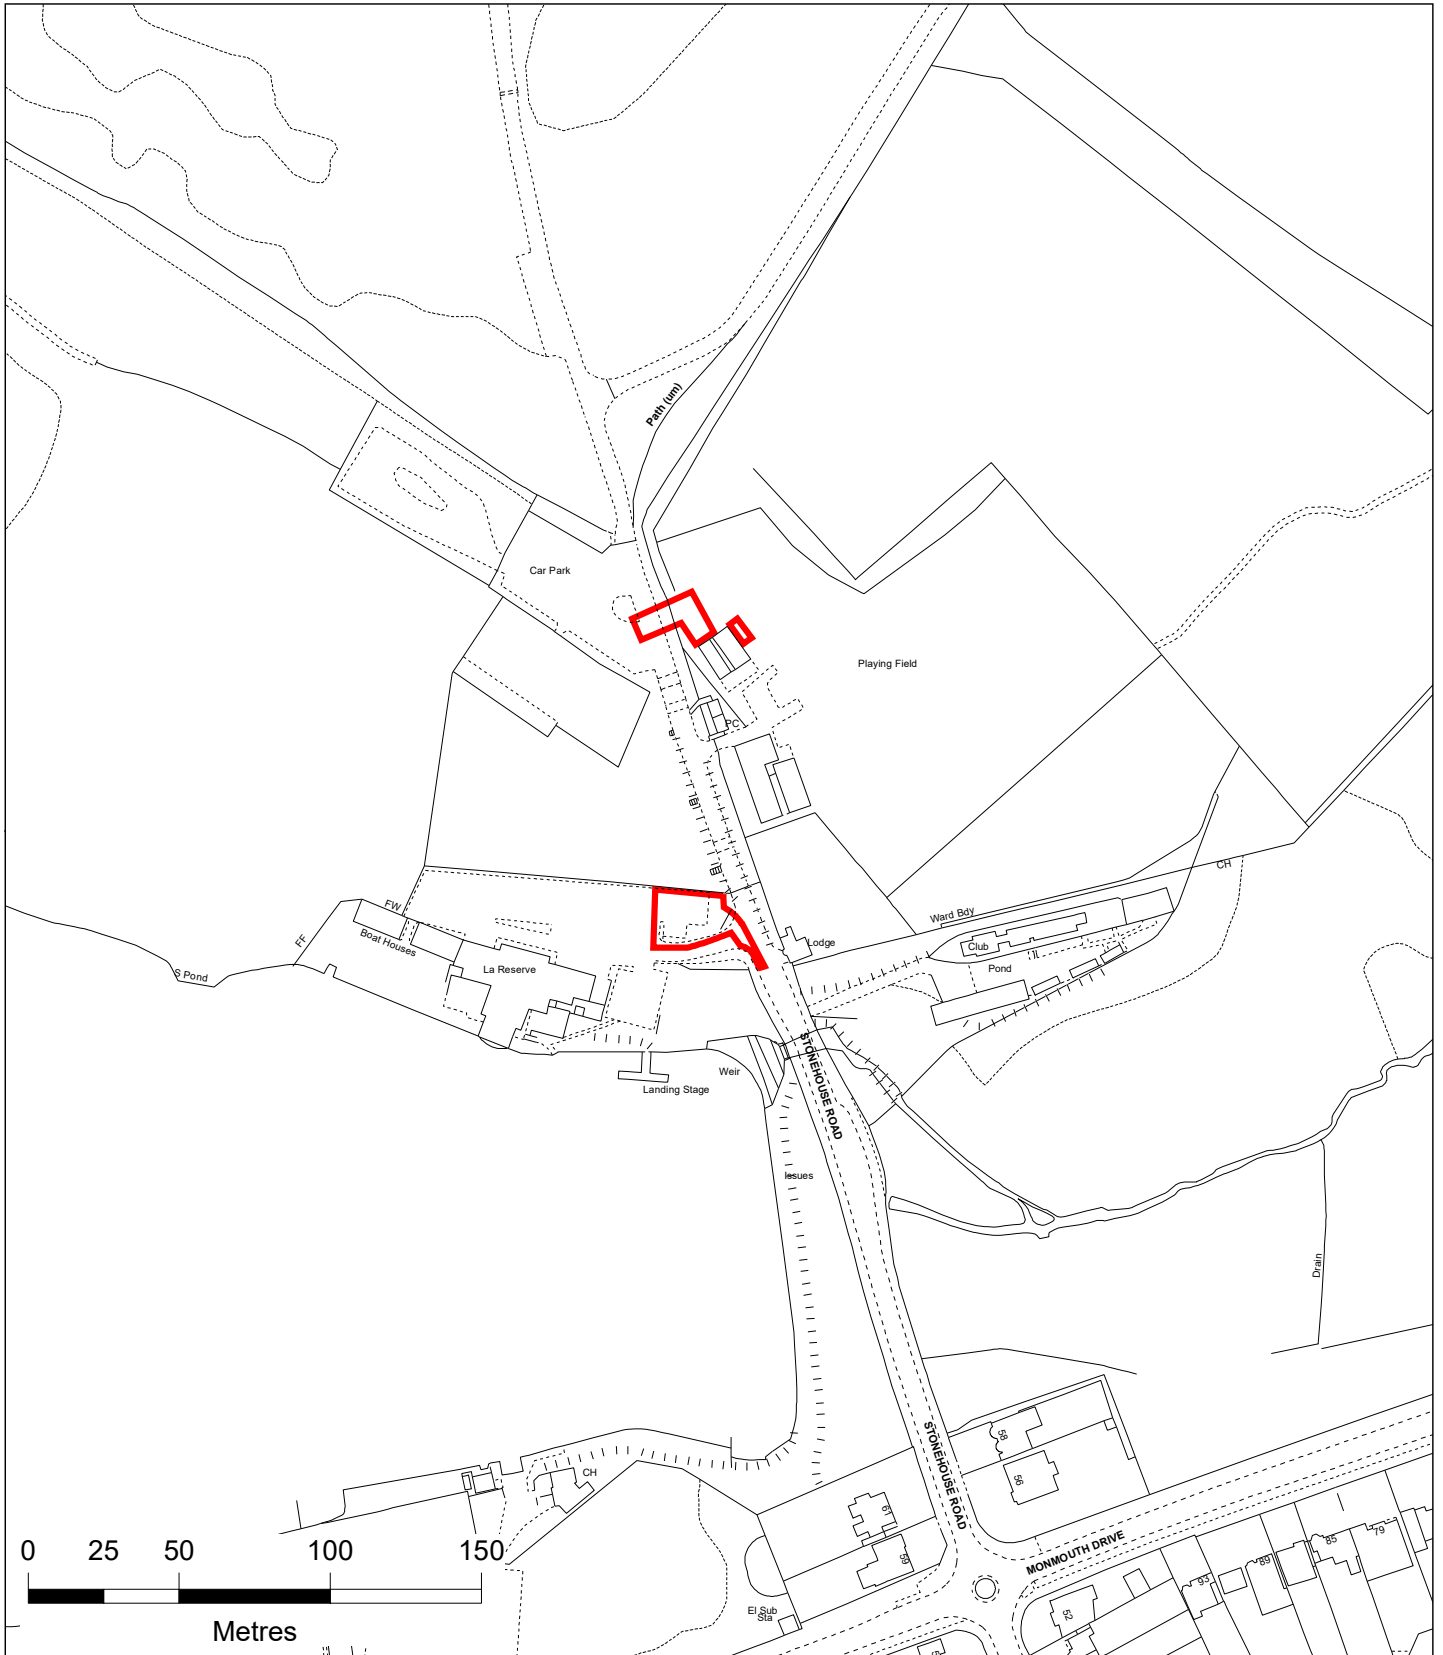 Path (um)
Car Park
Playing Field
PC
CH
Ward Bdy
FW
Boat Houses
FF
La Reserve
S Pond
Lodge
Club
Pond
STONEHOUSE ROAD
Weir
Landing Stage
Issues
Drain
STONEHOUSE ROAD
58
56
CH
61
59
MONMOUTH DRIVE
79
85
89
93
52
El Sub
Sta
0 25 50 100 150
Metres